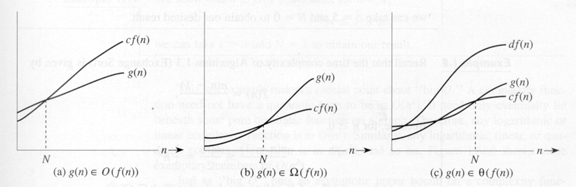 cf(n)
g(n)
N
n
(a) g(n) ∈ O(f(n))
g(n)
cf(n)
N
n
(b) g(n) ∈ Ω(f(n))
df(n)
g(n)
cf(n)
N
n
(c) g(n) ∈ θ(f(n))